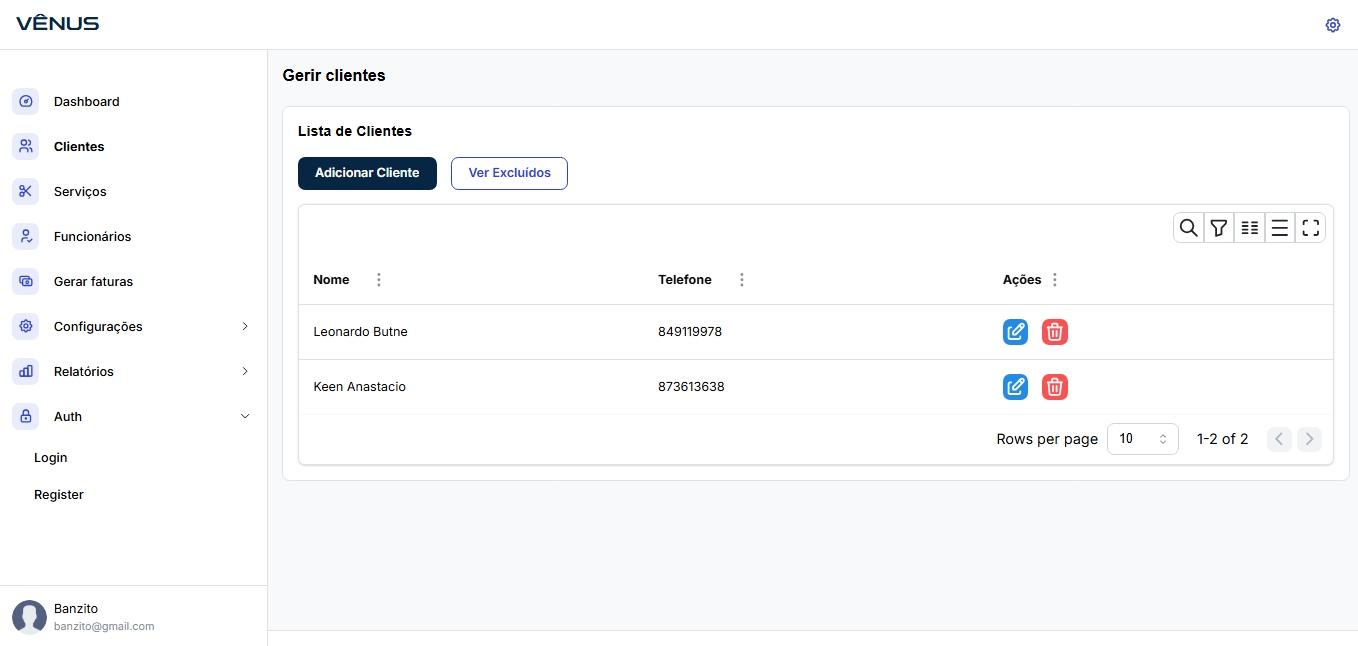 VÊNUS
Dashboard
Clientes
Serviços
Funcionários
Gerar faturas
Configurações
Relatórios
Auth
Login
Register
Banzito
banzito@gmail.com
Gerir clientes
Lista de Clientes
Adicionar Cliente Ver Excluídos
Nome Telefone Ações
Leonardo Butne 849119978
Keen Anastacio 873613638
Rows per page 10 1-2 of 2